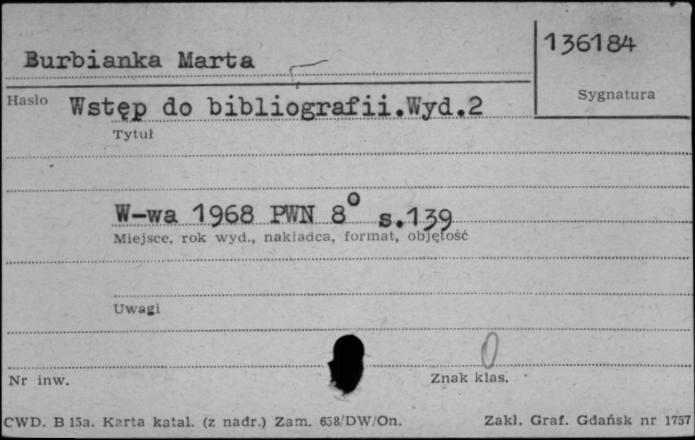 Burbianka Marta
136184
Hasło
Sygnatura
Wstęp do bibliografii.Wyd.2
Tytuł
W-wa 1968 PWN 8° s.139
Miejsce, rok wyd., nakładca, format, objętość
Uwagi
0
Nr inw.
Znak klas.
CWD. B 15a. Karta katal. (z nadr.) Zam. 658/DW/On.
Zakł. Graf. Gdańsk nr 1757